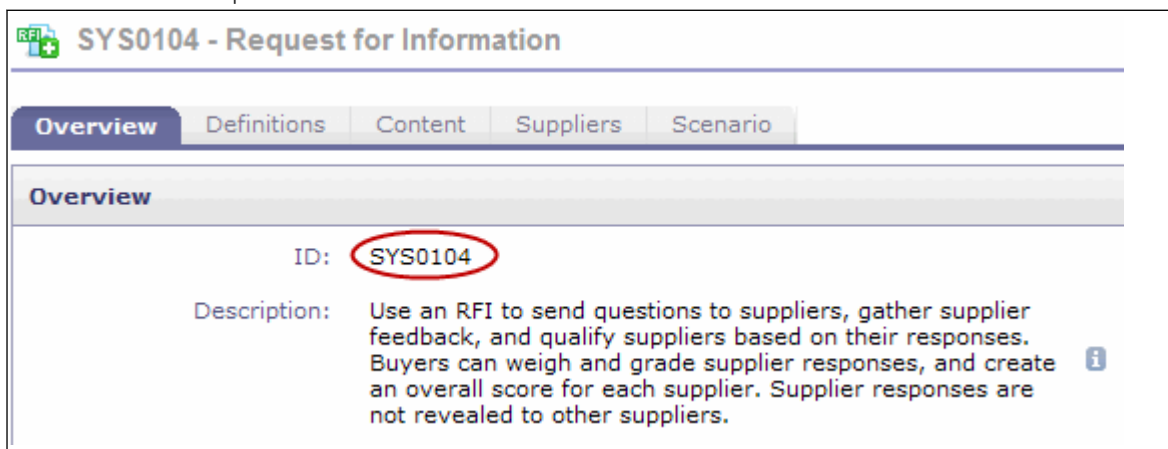 RFI
SYS0104 - Request for Information
Overview Definitions Content Suppliers Scenario
Overview
ID: SYS0104
Description: Use an RFI to send questions to suppliers, gather supplier
feedback, and qualify suppliers based on their responses.
Buyers can weigh and grade supplier responses, and create
an overall score for each supplier. Supplier responses are
not revealed to other suppliers.